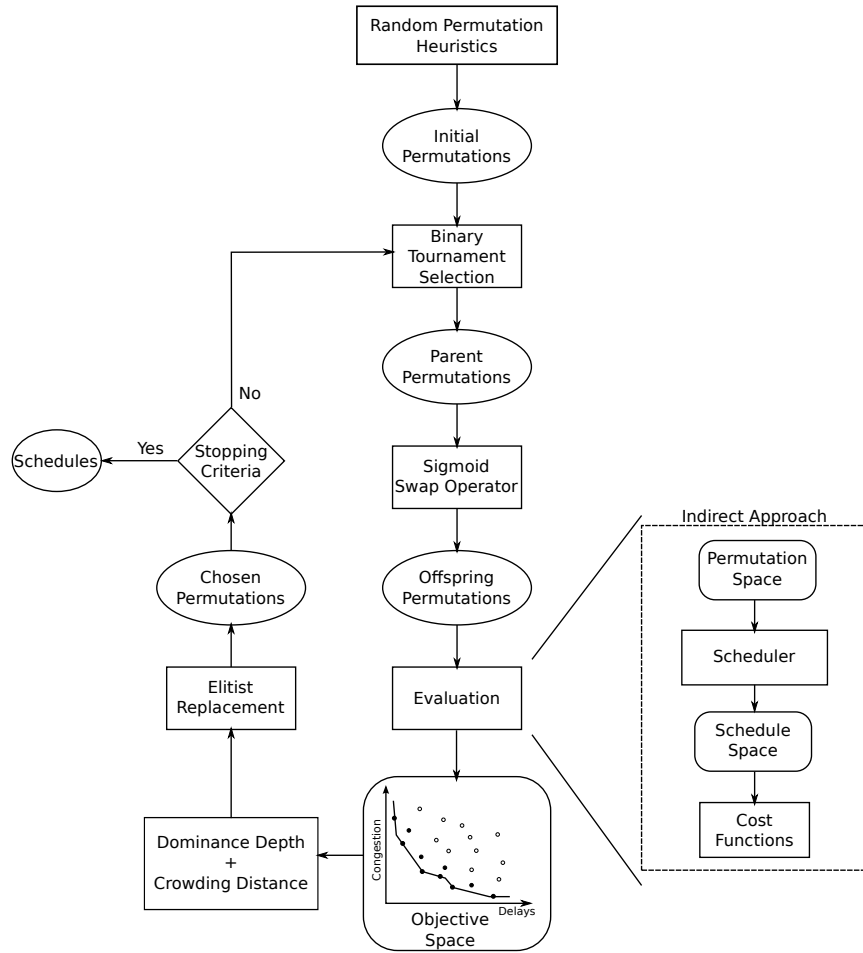 Random Permutation
Heuristics
Initial
Permutations
Binary
Tournament
Selection
Parent
Permutations
No
Yes
Schedules
Stopping
Criteria
Sigmoid
Swap Operator
Indirect Approach
Permutation
Space
Chosen
Permutations
Offspring
Permutations
Scheduler
Elitist
Replacement
Evaluation
Schedule
Space
Cost
Functions
Dominance Depth
+
Crowding Distance
Congestion
Delays
Objective
Space